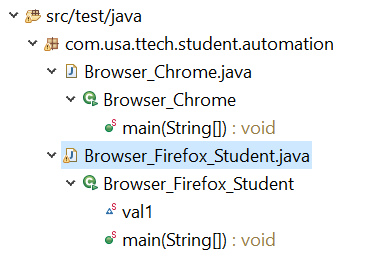 src/test/java
com.usa.ttech.student.automation
Browser_Chrome.java
Browser_Chrome
main(String[]) : void
Browser_Firefox_Student.java
Browser_Firefox_Student
val1
main(String[]) : void